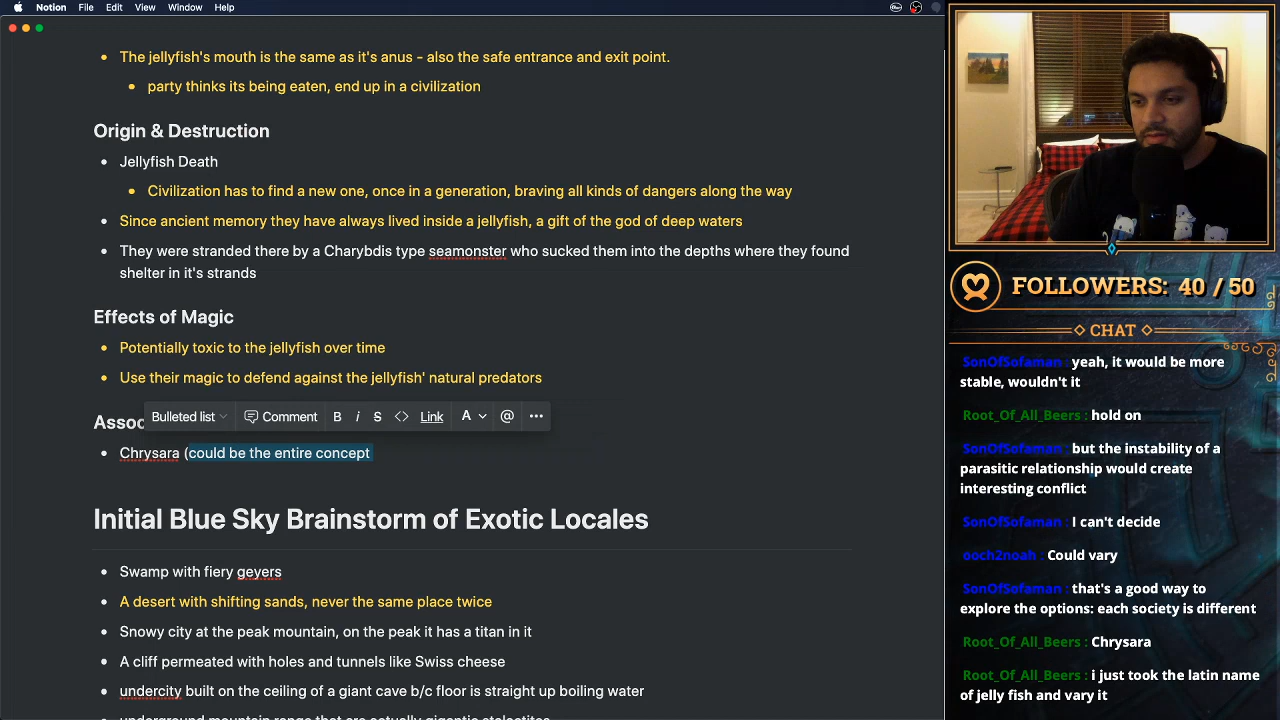 Notion File Edit View Window Help
The jellyfish's mouth is the same as it's anus - also the safe entrance and exit point.
party thinks its being eaten, end up in a civilization
Origin & Destruction
Jellyfish Death
Civilization has to find a new one, once in a generation, braving all kinds of dangers along the way
Since ancient memory they have always lived inside a jellyfish, a gift of the god of deep waters
They were stranded there by a Charybdis type seamonster who sucked them into the depths where they found
shelter in it's strands
Effects of Magic
Potentially toxic to the jellyfish over time
Use their magic to defend against the jellyfish' natural predators
Assoc
Bulleted list Comment B i S <> Link A @ •••
Chrysara (could be the entire concept
Initial Blue Sky Brainstorm of Exotic Locales
Swamp with fiery geyers
A desert with shifting sands, never the same place twice
Snowy city at the peak mountain, on the peak it has a titan in it
A cliff permeated with holes and tunnels like Swiss cheese
undercity built on the ceiling of a giant cave b/c floor is straight up boiling water
underground mountain range that are actually gigantic stalactites
FOLLOWERS: 40 / 50
CHAT
SonOfSofaman : yeah, it would be more
stable, wouldn't it
Root_Of_All_Beers : hold on
SonOfSofaman : but the instability of a
parasitic relationship would create
interesting conflict
SonOfSofaman : I can't decide
ooch2noah : Could vary
SonOfSofaman : that's a good way to
explore the options: each society is different
Root_Of_All_Beers : Chrysara
Root_Of_All_Beers : i just took the latin name
of jelly fish and vary it